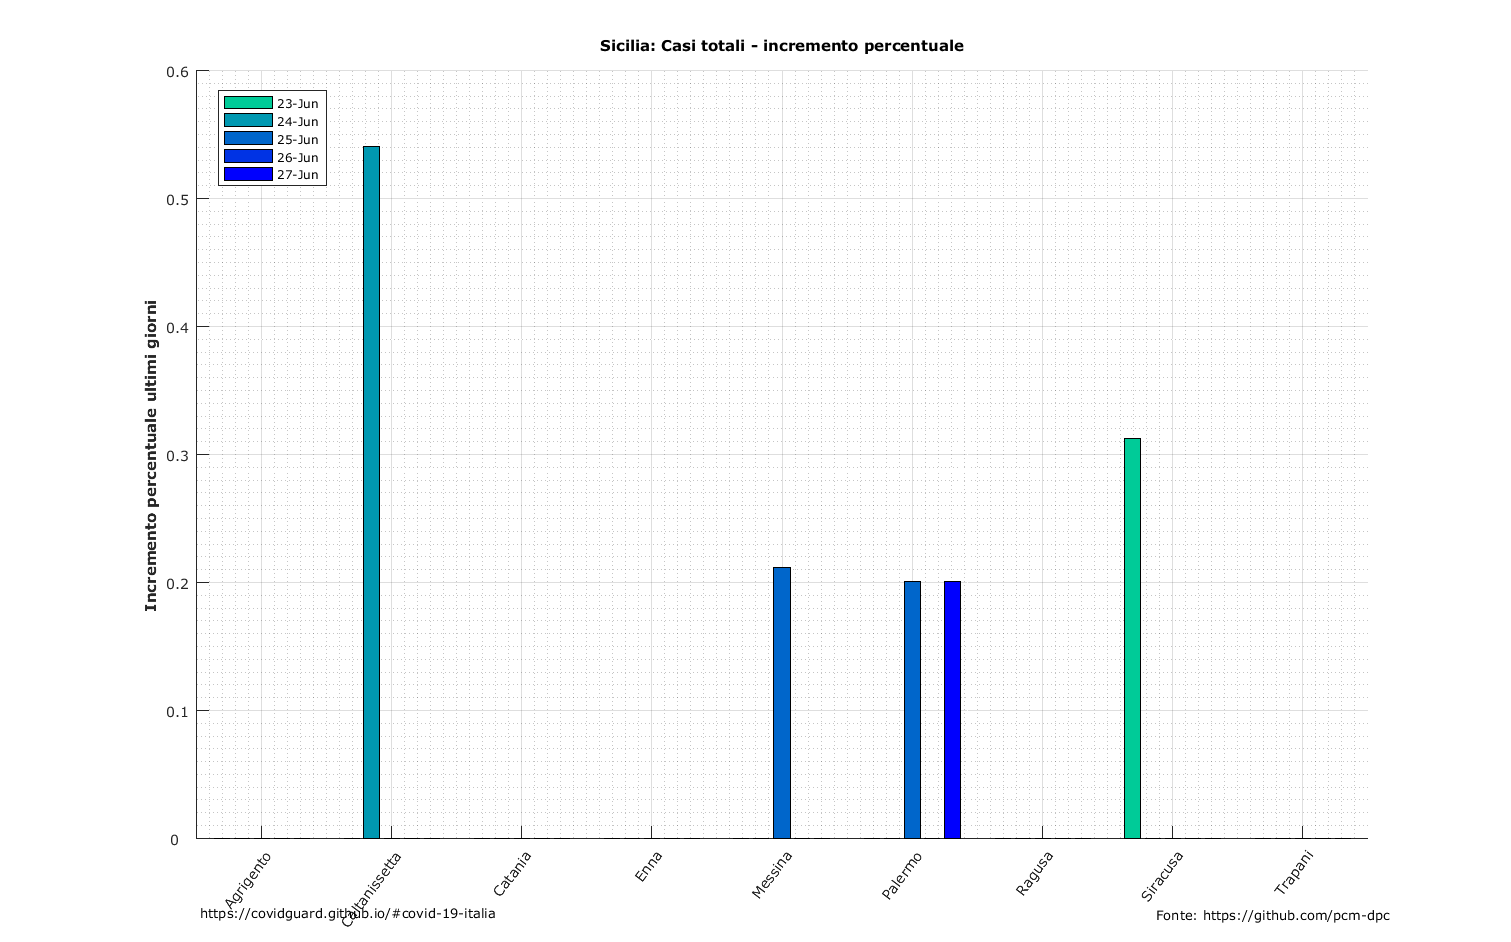 Sicilia: Casi totali - incremento percentuale
0.6
0.5
0.4
0.3
0.2
0.1
0
Incremento percentuale ultimi giorni
23-Jun
24-Jun
25-Jun
26-Jun
27-Jun
Agrigento
Caltanissetta
Catania
Enna
Messina
Palermo
Ragusa
Siracusa
Trapani
https://covidguard.github.io/#covid-19-italia
Fonte: https://github.com/pcm-dpc